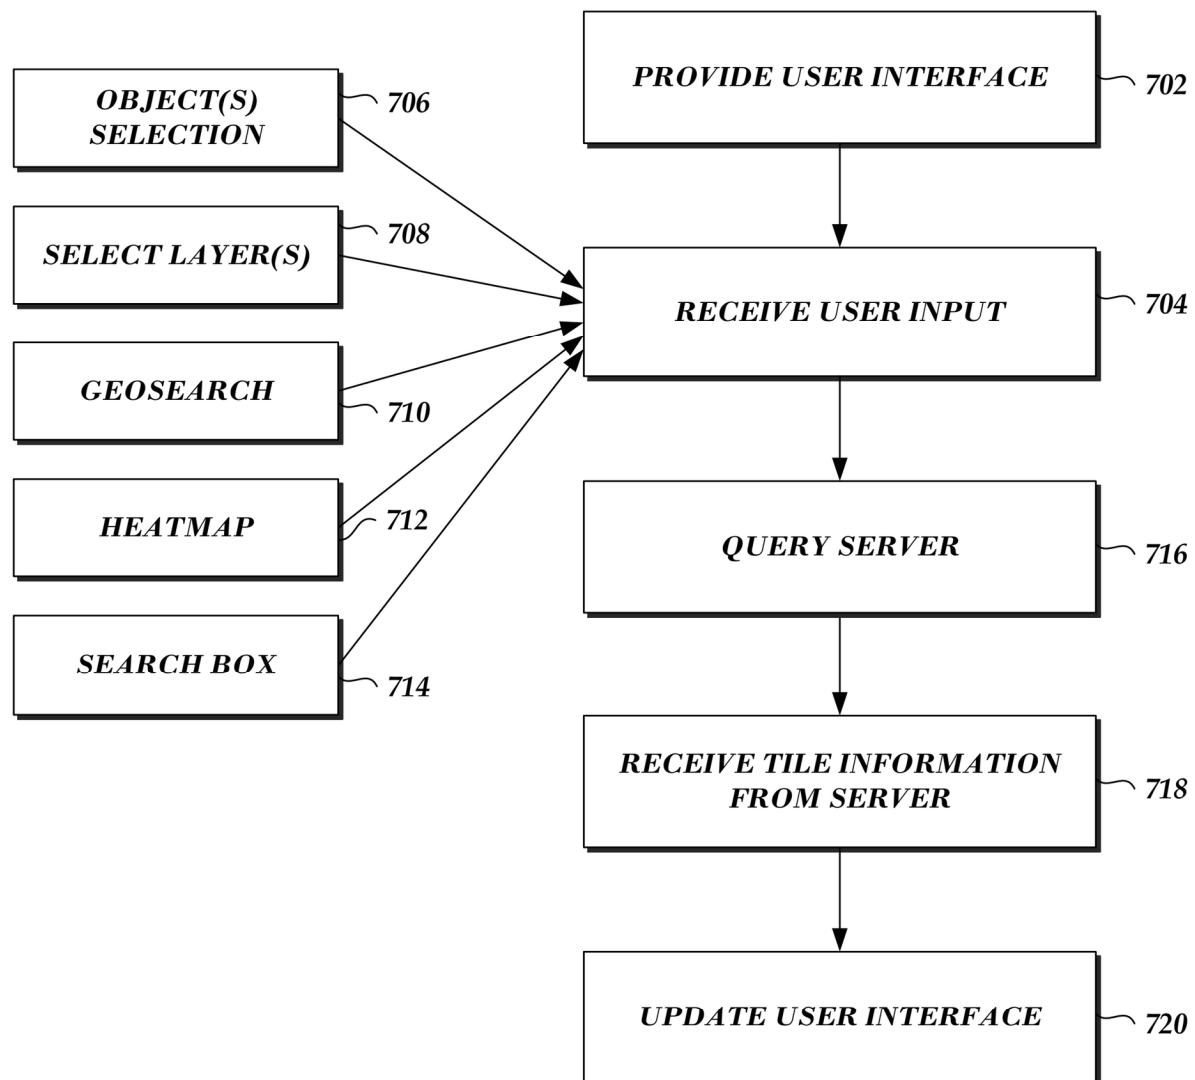 PROVIDE USER INTERFACE
702
OBJECT(S)
SELECTION
706
SELECT LAYER(S)
708
RECEIVE USER INPUT
704
GEOSEARCH
710
HEATMAP
712
QUERY SERVER
716
SEARCH BOX
714
RECEIVE TILE INFORMATION
FROM SERVER
718
UPDATE USER INTERFACE
720